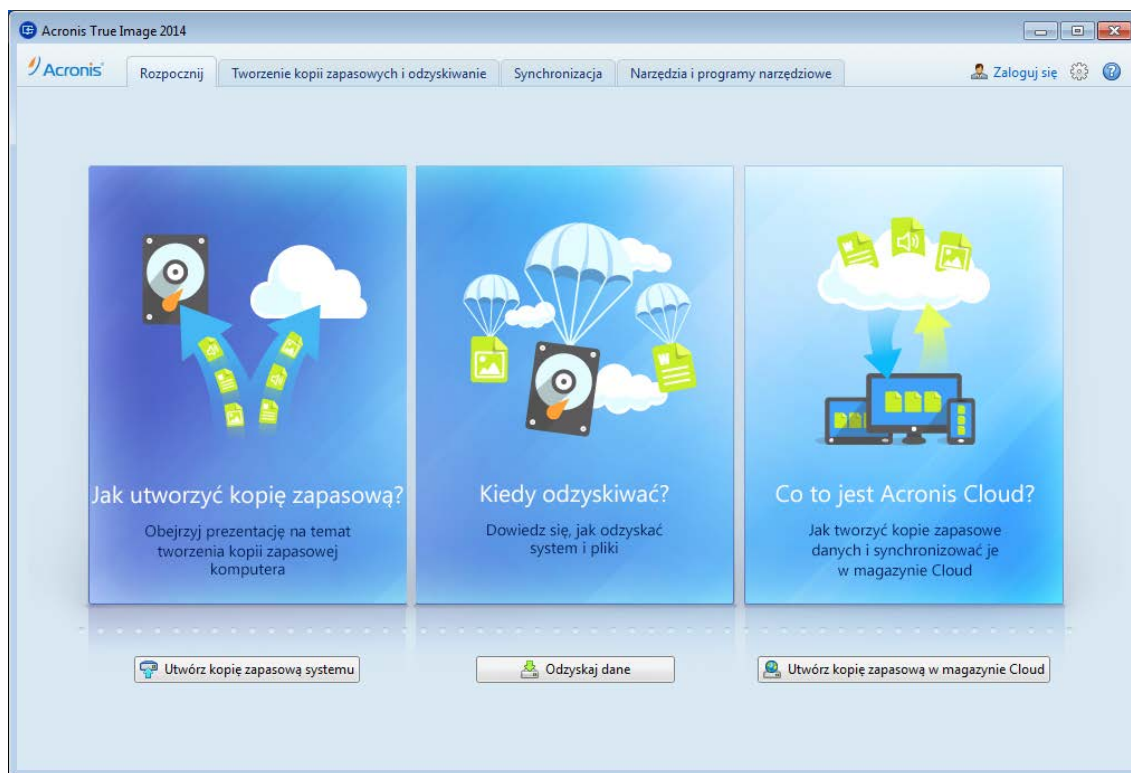 Acronis True Image 2014
Acronis
Rozpocznij
Tworzenie kopii zapasowych i odzyskiwanie
Synchronizacja
Narzędzia i programy narzędziowe
Zaloguj się
Jak utworzyć kopię zapasową?
Obejrzyj prezentację na temat
tworzenia kopii zapasowej
komputera
Kiedy odzyskiwać?
Dowiedz się, jak odzyskać
system i pliki
Co to jest Acronis Cloud?
Jak tworzyć kopie zapasowe
danych i synchronizować je
w magazynie Cloud
Utwórz kopię zapasową systemu
Odzyskaj dane
Utwórz kopię zapasową w magazynie Cloud